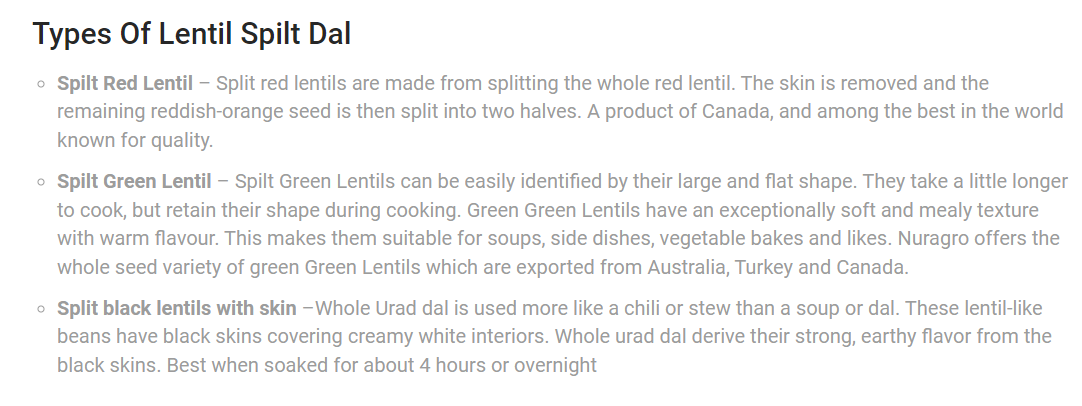 Types Of Lentil Spilt Dal
Spilt Red Lentil – Split red lentils are made from splitting the whole red lentil. The skin is removed and the
remaining reddish-orange seed is then split into two halves. A product of Canada, and among the best in the world
known for quality.
Spilt Green Lentil – Spilt Green Lentils can be easily identified by their large and flat shape. They take a little longer
to cook, but retain their shape during cooking. Green Green Lentils have an exceptionally soft and mealy texture
with warm flavour. This makes them suitable for soups, side dishes, vegetable bakes and likes. Nuragro offers the
whole seed variety of green Green Lentils which are exported from Australia, Turkey and Canada.
Split black lentils with skin –Whole Urad dal is used more like a chili or stew than a soup or dal. These lentil-like
beans have black skins covering creamy white interiors. Whole urad dal derive their strong, earthy flavor from the
black skins. Best when soaked for about 4 hours or overnight